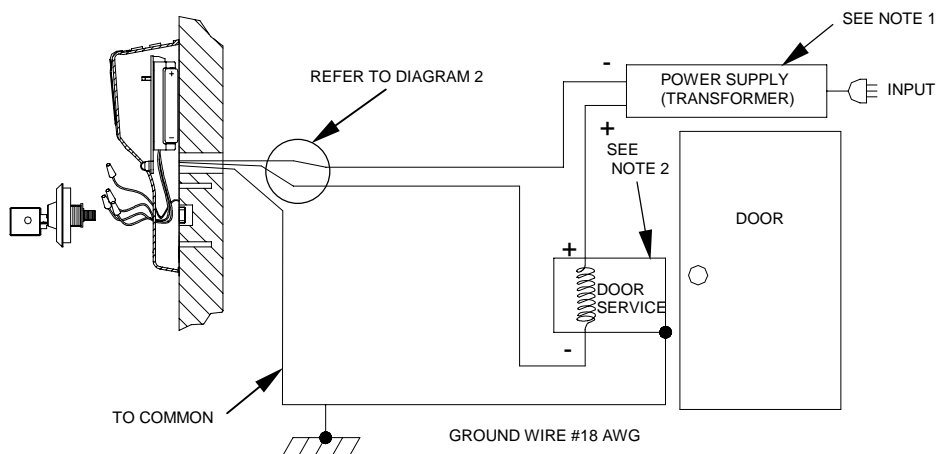 SEE NOTE 1
REFER TO DIAGRAM 2
-
POWER SUPPLY
(TRANSFORMER)
INPUT
+
SEE
NOTE 2
DOOR
+
DOOR
SERVICE
-
TO COMMON
GROUND WIRE #18 AWG
+
-